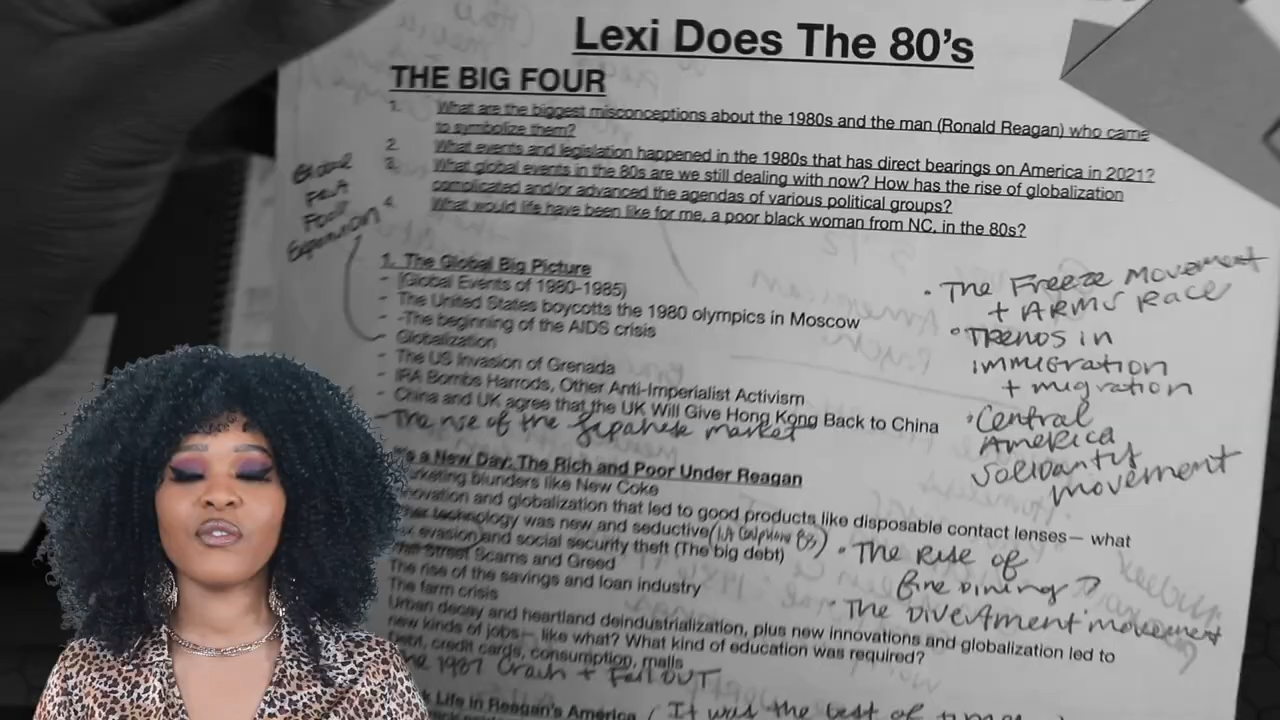 Lexi Does The 80's
THE BIG FOUR
1. What are the biggest misconceptions about the 1980s and the man (Ronald Reagan) who came
to symbolize them?
2. What events and legislation happened in the 1980s that has direct bearings on America in 2021?
3. What global events in the 80s are we still dealing with now? How has the rise of globalization
complicated and/or advanced the agendas of various political groups?
4. What would life have been like for me, a poor black woman from NC, in the 80s?
Global
Fast
Food
Expansion
1. The Global Big Picture
- [Global Events of 1980-1985)
- The United States boycotts the 1980 olympics in Moscow
- -The beginning of the AIDS crisis
- Globalization
- The US Invasion of Grenada
- IRA Bombs Harrods, Other Anti-Imperialist Activism
- China and UK agree that the UK Will Give Hong Kong Back to China
- The rise of the Japanese market
• The Freeze Movement
+ ARMS Race
• Trends in
immigration
+ migration
• Central
America
Solidarity
movement
a New Day: The Rich and Poor Under Reagan
blunders like New Coke
and globalization that led to good products like disposable contact lenses— what
technology was new and seductive
evasion and social security theft (The big debt)
Street Scams and Greed
The rise of the savings and loan industry
The farm crisis
Urban decay and heartland deindustrialization, plus new innovations and globalization led to
new kinds of jobs— like what? What kind of education was required?
Debt, credit cards, consumption, malls
1987 Crash + Fall OUT
• The Rise of
fine dining?
• The Divestment movement
Life in Reagan's America
(It was the best of times